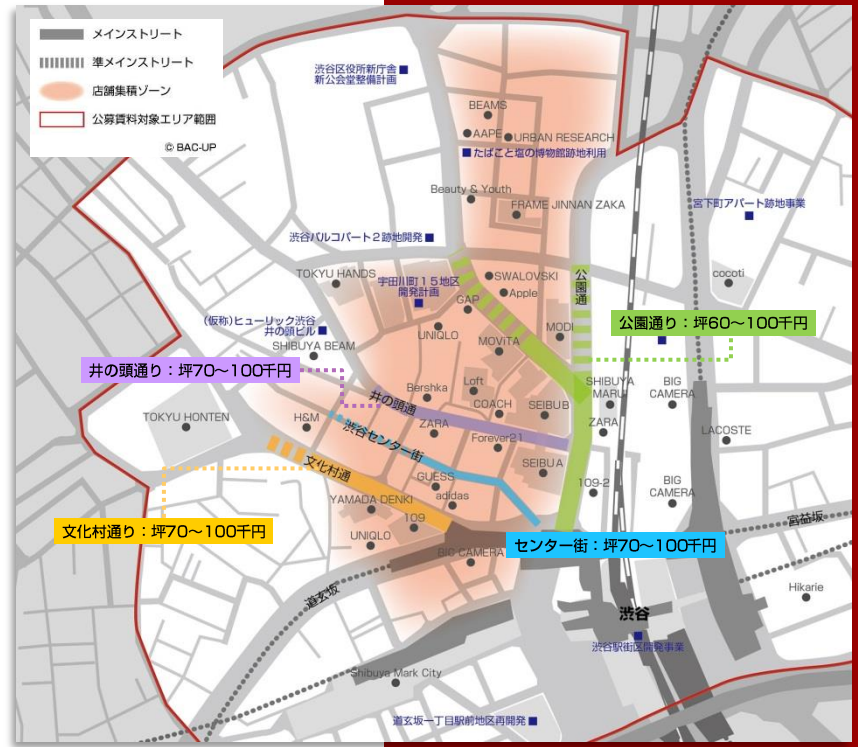 メインストリート
準メインストリート
店舗集積ゾーン
公募賃料対象エリア範囲
© BAC-UP
渋谷区役所新庁舎
新公会堂整備計画
BEAMS
AAPE
URBAN RESEARCH
たばこと塩の博物館跡地利用
Beauty & Youth
FRAME JINNAN ZAKA
宮下町アパート跡地事業
渋谷パルコパート2跡地開発
TOKYU HANDS
宇田川町15地区
開発計画
SWALOVSKI
Apple
GAP
公園通
cocoti
(仮称)ヒューリック渋谷
井の頭ビル
SHIBUYA BEAM
UNIQLO
MOViTA
MODI
公園通り:坪60~100千円
井の頭通り:坪70~100千円
Bershka
Loft
COACH
SEIBUB
SHIBUYA
MARUI
BIG
CAMERA
井の頭通
TOKYU HONTEN
H&M
渋谷センター街
ZARA
Forever21
ZARA
LACOSTE
文化村通
GUESS
SEIBUA
adidas
109-2
BIG
CAMERA
YAMADA DENKI
109
UNIQLO
文化村通り:坪70~100千円
BIG CAMERA
センター街:坪70~100千円
宮益坂
道玄坂
渋谷
Hikarie
渋谷駅街区開発事業
Shibuya Mark City
道玄坂一丁目駅前地区再開発